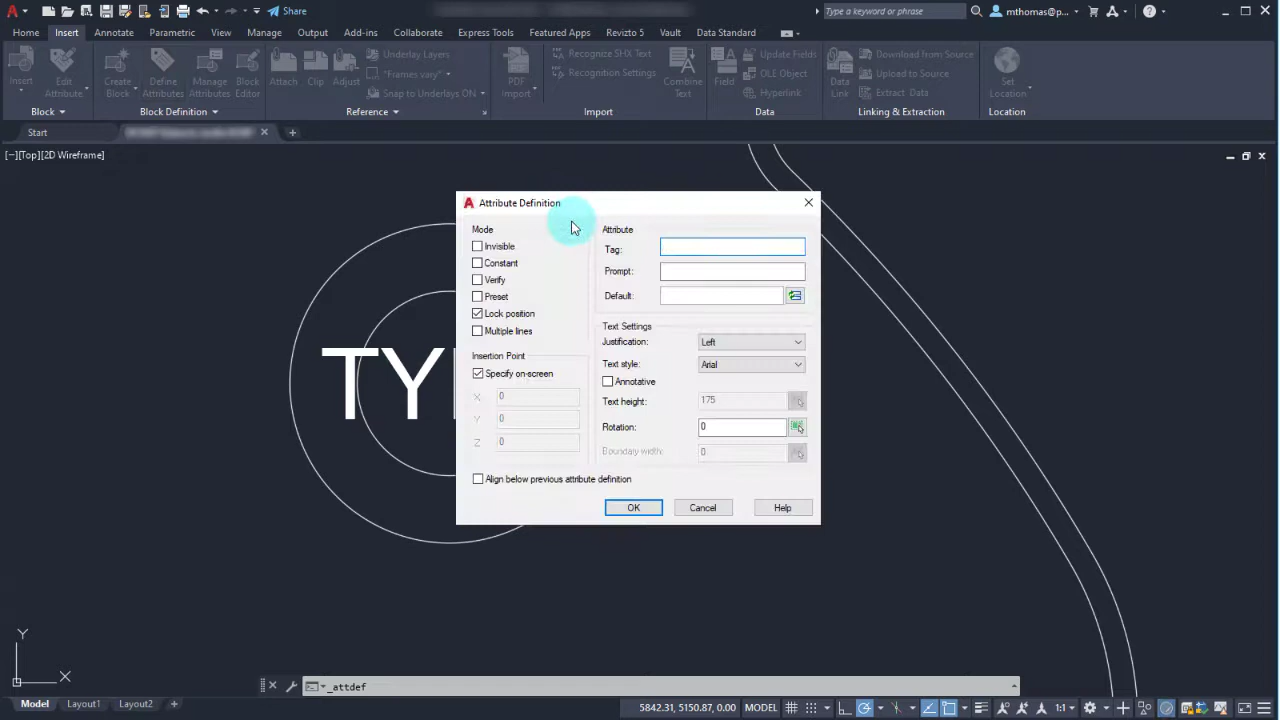 Share
Type a keyword or phrase
mthomas@p...
Home Insert Annotate Parametric View Manage Output Add-ins Collaborate Express Tools Featured Apps Revizto 5 Vault Data Standard
Insert
Edit Attribute
Create Block
Define Attributes
Manage Attributes
Block Editor
Attach
Clip
Adjust
Underlay Layers
*Frames vary*
Snap to Underlays ON
PDF Import
Recognize SHX Text
Recognition Settings
Combine Text
Field
Update Fields
OLE Object
Hyperlink
Data Link
Download from Source
Upload to Source
Extract Data
Set Location
Block Block Definition Reference Import Data Linking & Extraction Location
Start
[−][Top][2D Wireframe]
TY
Attribute Definition
Mode
Invisible
Constant
Verify
Preset
Lock position
Multiple lines
Insertion Point
Specify on-screen
X 0
Y 0
Z 0
Attribute
Tag:
Prompt:
Default:
Text Settings
Justification: Left
Text style: Arial
Annotative
Text height: 175
Rotation: 0
Boundary width: 0
Align below previous attribute definition
OK Cancel Help
Y
X
_attdef
Model Layout1 Layout2 +
5842.31, 5150.87, 0.00 MODEL 1:1